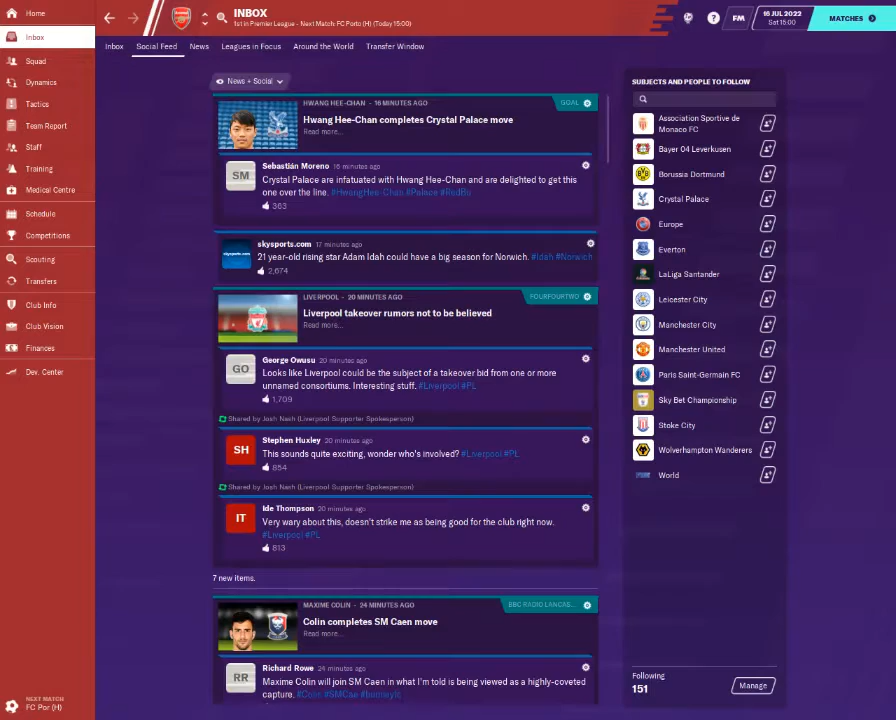 Home
Inbox
Squad
Dynamics
Tactics
Team Report
Staff
Training
Medical Centre
Schedule
Competitions
Scouting
Transfers
Club Info
Club Vision
Finances
Dev. Center
NEXT MATCH
FC Por (H)
INBOX
1st in Premier League - Next Match: FC Porto (H) (Today 15:00)
?
FM
16 JUL 2022
Sat 15:00
MATCHES
Inbox
Social Feed
News
Leagues in Focus
Around the World
Transfer Window
News + Social
HWANG HEE-CHAN - 16 MINUTES AGO
GOAL
Hwang Hee-Chan completes Crystal Palace move
Read more...
SM
Sebastián Moreno 16 minutes ago
Crystal Palace are infatuated with Hwang Hee-Chan and are delighted to get this
one over the line. #HwangHee-Chan #Palace #RedBu
363
skysports.com
skysports.com 17 minutes ago
21 year-old rising star Adam Idah could have a big season for Norwich. #Idah #Norwich
2,674
LIVERPOOL - 20 MINUTES AGO
FOURFOURTWO
Liverpool takeover rumors not to be believed
Read more...
GO
George Owusu 20 minutes ago
Looks like Liverpool could be the subject of a takeover bid from one or more
unnamed consortiums. Interesting stuff. #Liverpool #PL
1,709
Shared by Josh Nash (Liverpool Supporter Spokesperson)
SH
Stephen Huxley 20 minutes ago
This sounds quite exciting, wonder who's involved? #Liverpool #PL
854
Shared by Josh Nash (Liverpool Supporter Spokesperson)
IT
Ide Thompson 20 minutes ago
Very wary about this, doesn't strike me as being good for the club right now.
#Liverpool #PL
813
7 new items.
MAXIME COLIN - 24 MINUTES AGO
BBC RADIO LANCAS...
Colin completes SM Caen move
Read more...
RR
Richard Rowe 24 minutes ago
Maxime Colin will join SM Caen in what I'm told is being viewed as a highly-coveted
capture. #Colin #SMCae
SUBJECTS AND PEOPLE TO FOLLOW
Association Sportive de
Monaco FC
Bayer 04 Leverkusen
Borussia Dortmund
Crystal Palace
Europe
Everton
LaLiga Santander
Leicester City
Manchester City
Manchester United
Paris Saint-Germain FC
Sky Bet Championship
Stoke City
Wolverhampton Wanderers
World
Following
151
Manage